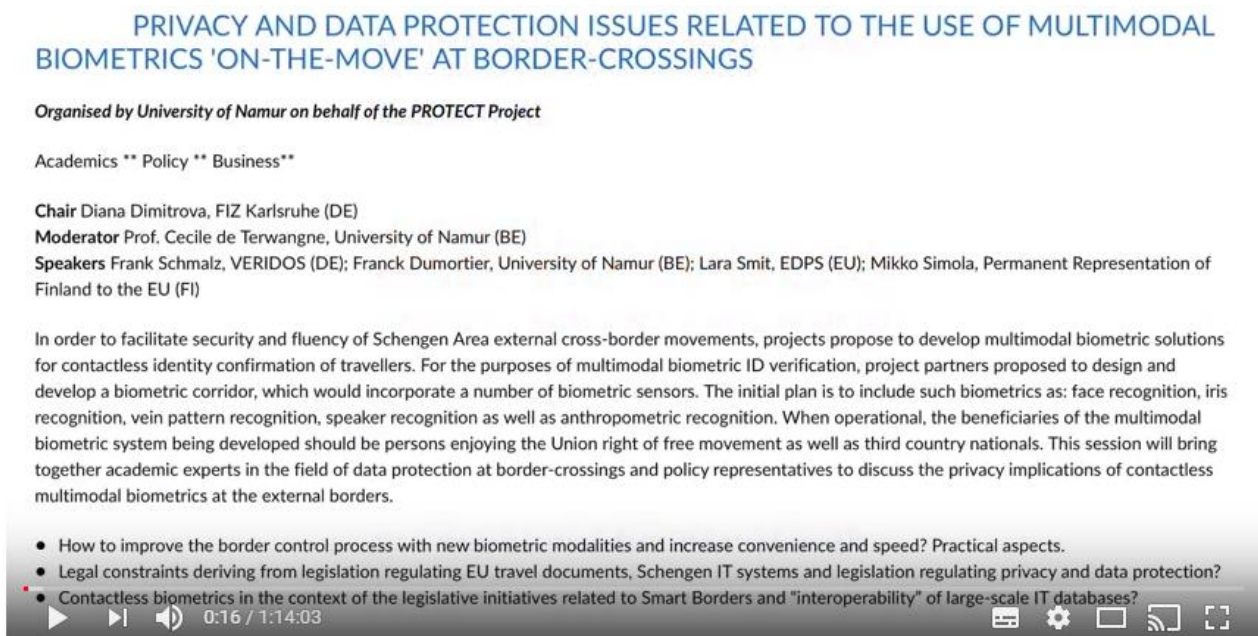 PRIVACY AND DATA PROTECTION ISSUES RELATED TO THE USE OF MULTIMODAL
BIOMETRICS 'ON-THE-MOVE' AT BORDER-CROSSINGS
Organised by University of Namur on behalf of the PROTECT Project
Academics ** Policy ** Business**
Chair Diana Dimitrova, FIZ Karlsruhe (DE)
Moderator Prof. Cecile de Terwangne, University of Namur (BE)
Speakers Frank Schmalz, VERIDOS (DE); Franck Dumortier, University of Namur (BE); Lara Smit, EDPS (EU); Mikko Simola, Permanent Representation of
Finland to the EU (FI)
In order to facilitate security and fluency of Schengen Area external cross-border movements, projects propose to develop multimodal biometric solutions
for contactless identity confirmation of travellers. For the purposes of multimodal biometric ID verification, project partners proposed to design and
develop a biometric corridor, which would incorporate a number of biometric sensors. The initial plan is to include such biometrics as: face recognition, iris
recognition, vein pattern recognition, speaker recognition as well as anthropometric recognition. When operational, the beneficiaries of the multimodal
biometric system being developed should be persons enjoying the Union right of free movement as well as third country nationals. This session will bring
together academic experts in the field of data protection at border-crossings and policy representatives to discuss the privacy implications of contactless
multimodal biometrics at the external borders.
• How to improve the border control process with new biometric modalities and increase convenience and speed? Practical aspects.
• Legal constraints deriving from legislation regulating EU travel documents, Schengen IT systems and legislation regulating privacy and data protection?
• Contactless biometrics in the context of the legislative initiatives related to Smart Borders and "interoperability" of large-scale IT databases?
0:16 / 1:14:03